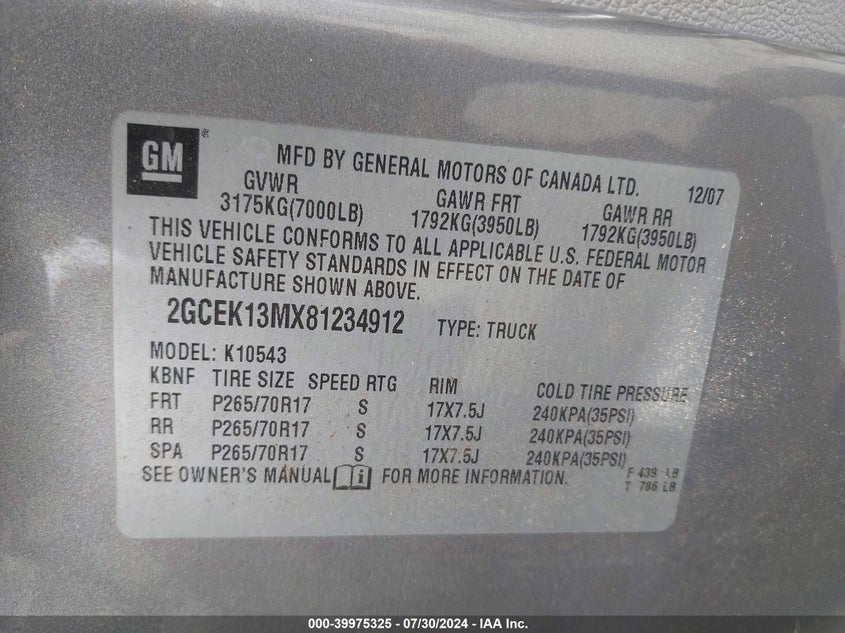 GM®
MFD BY GENERAL MOTORS OF CANADA LTD. 12/07
GVWR GAWR FRT GAWR RR
3175KG(7000LB) 1792KG(3950LB) 1792KG(3950LB)
THIS VEHICLE CONFORMS TO ALL APPLICABLE U.S. FEDERAL MOTOR
VEHICLE SAFETY STANDARDS IN EFFECT ON THE DATE OF
MANUFACTURE SHOWN ABOVE.
2GCEK13MX81234912 TYPE: TRUCK
MODEL: K10543
KBNF TIRE SIZE SPEED RTG RIM COLD TIRE PRESSURE
FRT P265/70R17 S 17X7.5J 240KPA(35PSI)
RR P265/70R17 S 17X7.5J 240KPA(35PSI)
SPA P265/70R17 S 17X7.5J 240KPA(35PSI)
SEE OWNER'S MANUAL i FOR MORE INFORMATION.
F 439 LB
T 786 LB
000-39975325 - 07/30/2024 - IAA Inc.